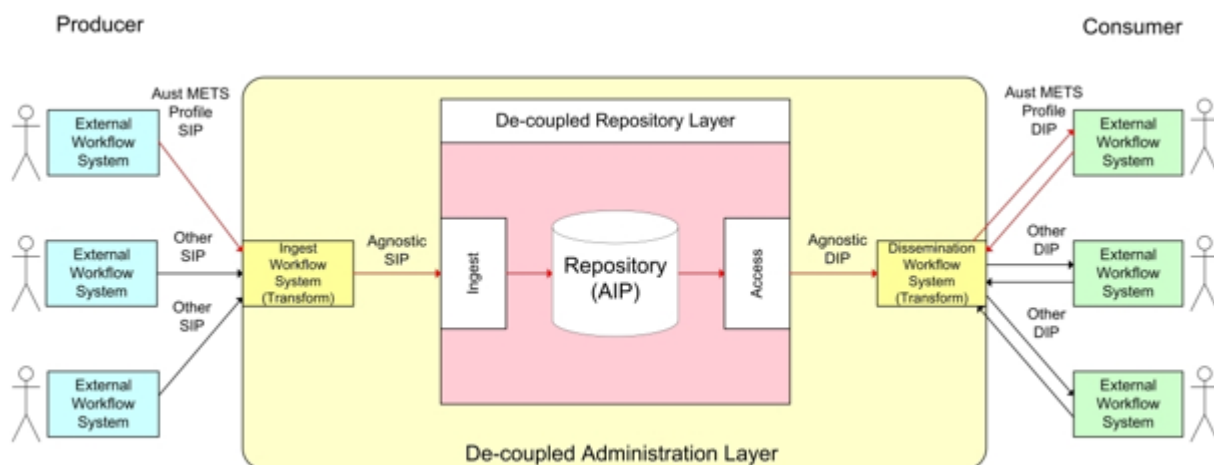 Producer
Consumer
Aust METS
Profile
SIP
External
Workflow
System
Other
SIP
External
Workflow
System
Other
SIP
External
Workflow
System
Ingest
Workflow
System
(Transform)
Agnostic
SIP
De-coupled Repository Layer
Ingest
Repository
(AIP)
Access
Agnostic
DIP
Dissemination
Workflow
System
(Transform)
Aust METS
Profile
DIP
External
Workflow
System
Other
DIP
External
Workflow
System
Other
DIP
External
Workflow
System
De-coupled Administration Layer